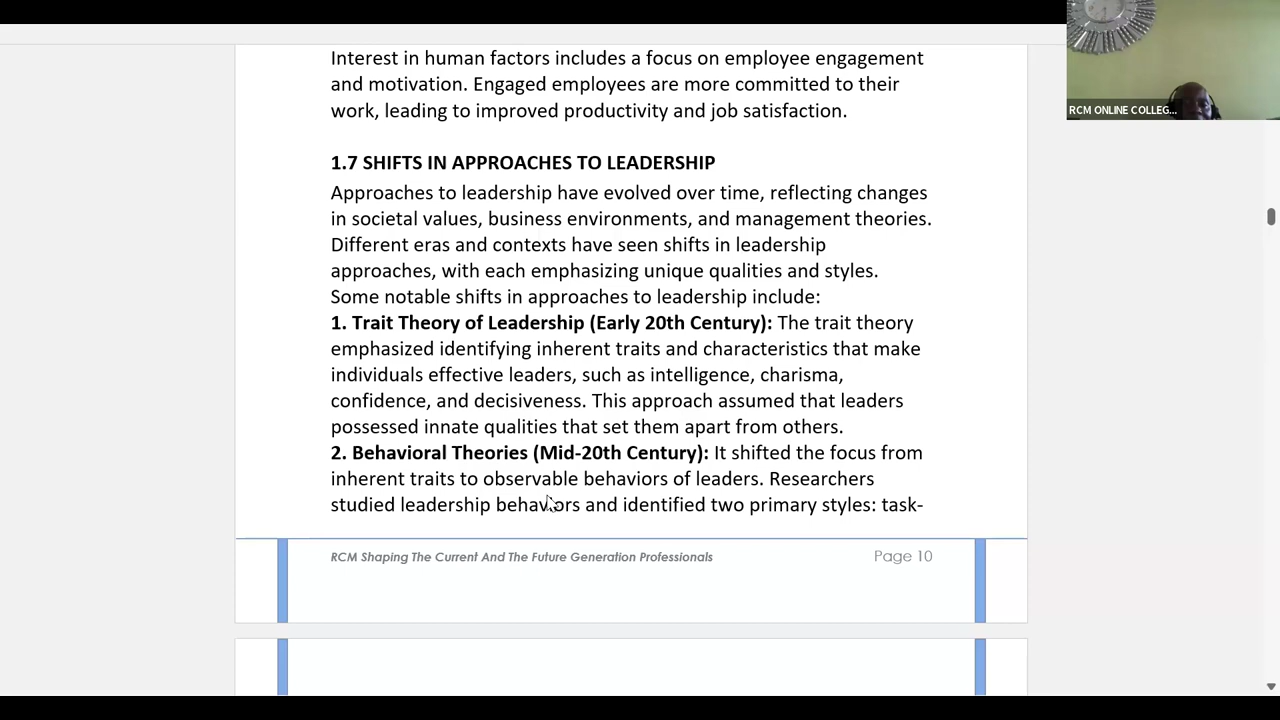 RCM ONLINE COLLEG...
Interest in human factors includes a focus on employee engagement
and motivation. Engaged employees are more committed to their
work, leading to improved productivity and job satisfaction.
1.7 SHIFTS IN APPROACHES TO LEADERSHIP
Approaches to leadership have evolved over time, reflecting changes
in societal values, business environments, and management theories.
Different eras and contexts have seen shifts in leadership
approaches, with each emphasizing unique qualities and styles.
Some notable shifts in approaches to leadership include:
1. Trait Theory of Leadership (Early 20th Century): The trait theory
emphasized identifying inherent traits and characteristics that make
individuals effective leaders, such as intelligence, charisma,
confidence, and decisiveness. This approach assumed that leaders
possessed innate qualities that set them apart from others.
2. Behavioral Theories (Mid-20th Century): It shifted the focus from
inherent traits to observable behaviors of leaders. Researchers
studied leadership behaviors and identified two primary styles: task-
RCM Shaping The Current And The Future Generation Professionals Page 10